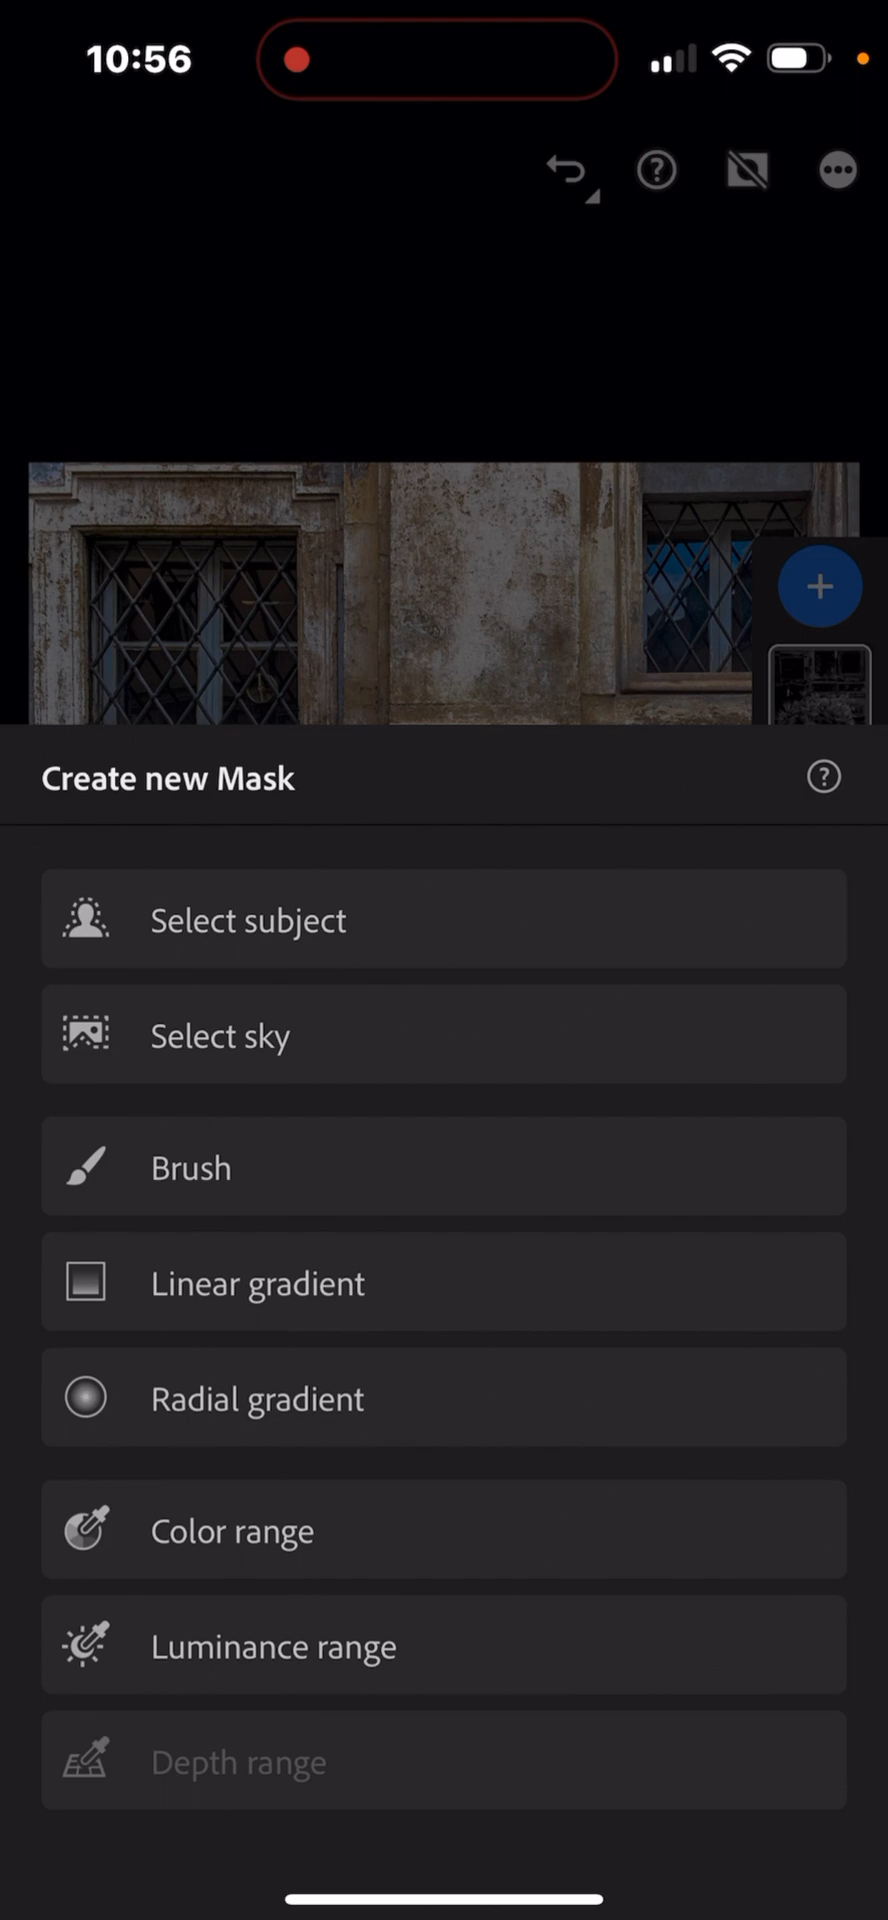 10:56
Create new Mask
Select subject
Select sky
Brush
Linear gradient
Radial gradient
Color range
Luminance range
Depth range